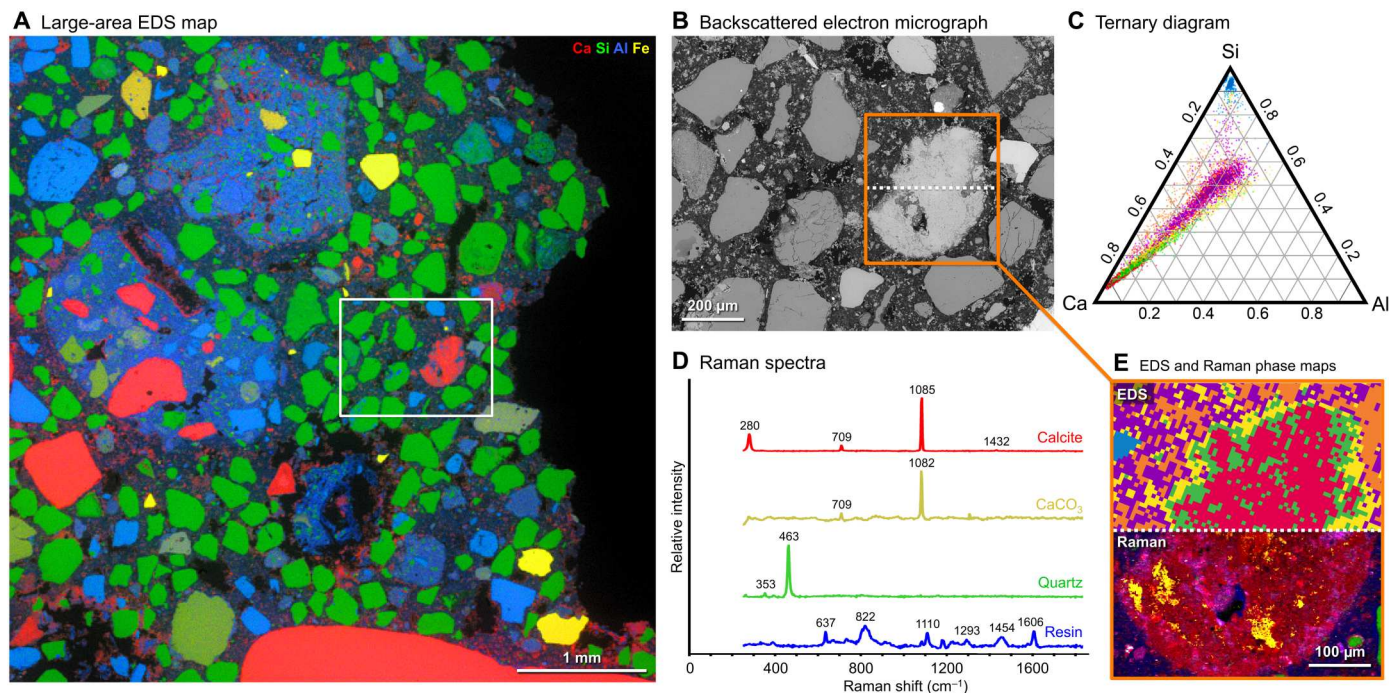 A Large-area EDS map
Ca Si Al Fe
1 mm
B Backscattered electron micrograph
200 µm
C Ternary diagram
Si
0.2 0.8
0.4 0.6
0.6 0.4
0.8 0.2
Ca Al
0.2 0.4 0.6 0.8
D Raman spectra
Relative intensity
1085
280 709 1432
Calcite
1082
709
CaCO₃
463
353
Quartz
637 822 1110 1293 1454 1606
Resin
0 400 800 1200 1600
Raman shift (cm⁻¹)
E EDS and Raman phase maps
EDS
Raman
100 µm